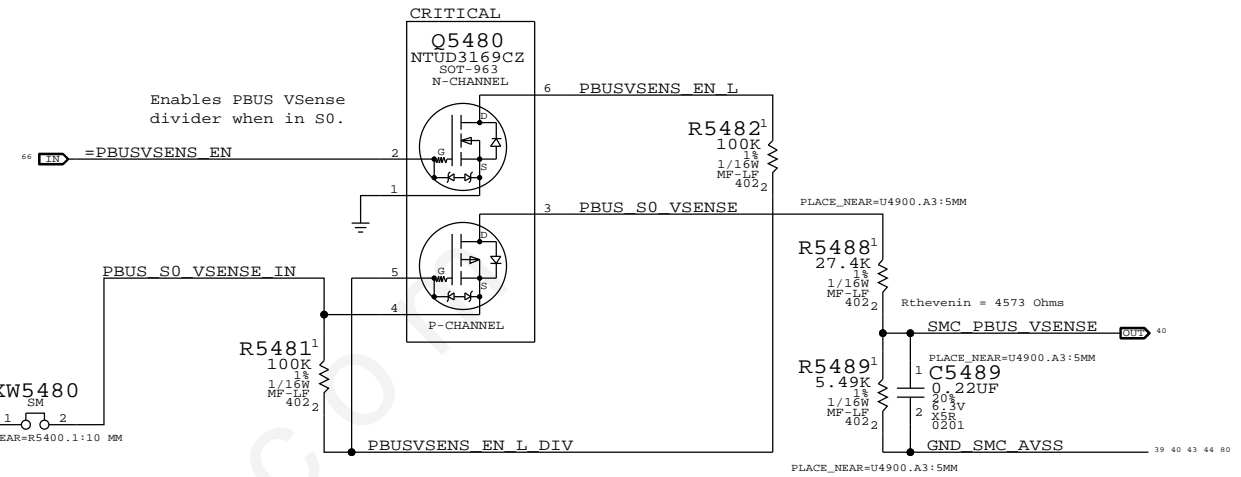 CRITICAL
Q5480
NTUD3169CZ
SOT-963
N-CHANNEL
Enables PBUS VSense
divider when in S0.
66 IN =PBUSVSENS_EN
2
G
D
S
1
6 PBUSVSENS_EN_L
R5482
1
100K
1%
1/16W
MF-LF
402
2
3 PBUS_S0_VSENSE
PLACE_NEAR=U4900.A3:5MM
D
G
S
5
4
P-CHANNEL
PBUS_S0_VSENSE_IN
R5488
1
27.4K
1%
1/16W
MF-LF
402
2
Rthevenin = 4573 Ohms
SMC_PBUS_VSENSE OUT 40
R5481
1
100K
1%
1/16W
MF-LF
402
2
R5489
1
5.49K
1%
1/16W
MF-LF
402
2
PLACE_NEAR=U4900.A3:5MM
1
C5489
0.22UF
20%
6.3V
X5R
0201
2
KW5480
SM
1 2
EAR=R5400.1:10 MM
PBUSVSENS_EN_L_DIV
GND_SMC_AVSS 39 40 43 44 80
PLACE_NEAR=U4900.A3:5MM
com